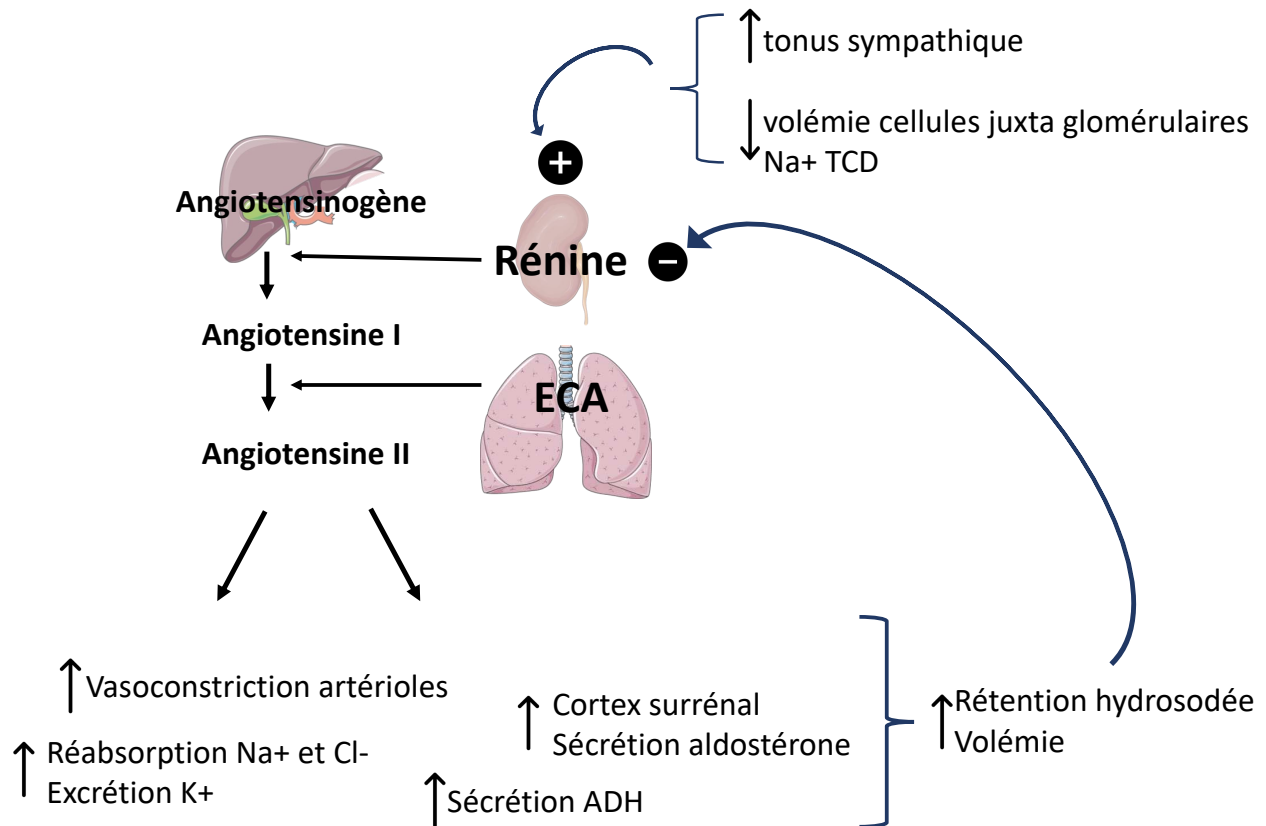 tonus sympathique
volémie cellules juxta glomérulaires
Na+ TCD
+
Angiotensinogène
Rénine
−
Angiotensine I
ECA
Angiotensine II
Vasoconstriction artérioles
Réabsorption Na+ et Cl-
Excrétion K+
Cortex surrénal
Sécrétion aldostérone
Sécrétion ADH
Rétention hydrosodée
Volémie